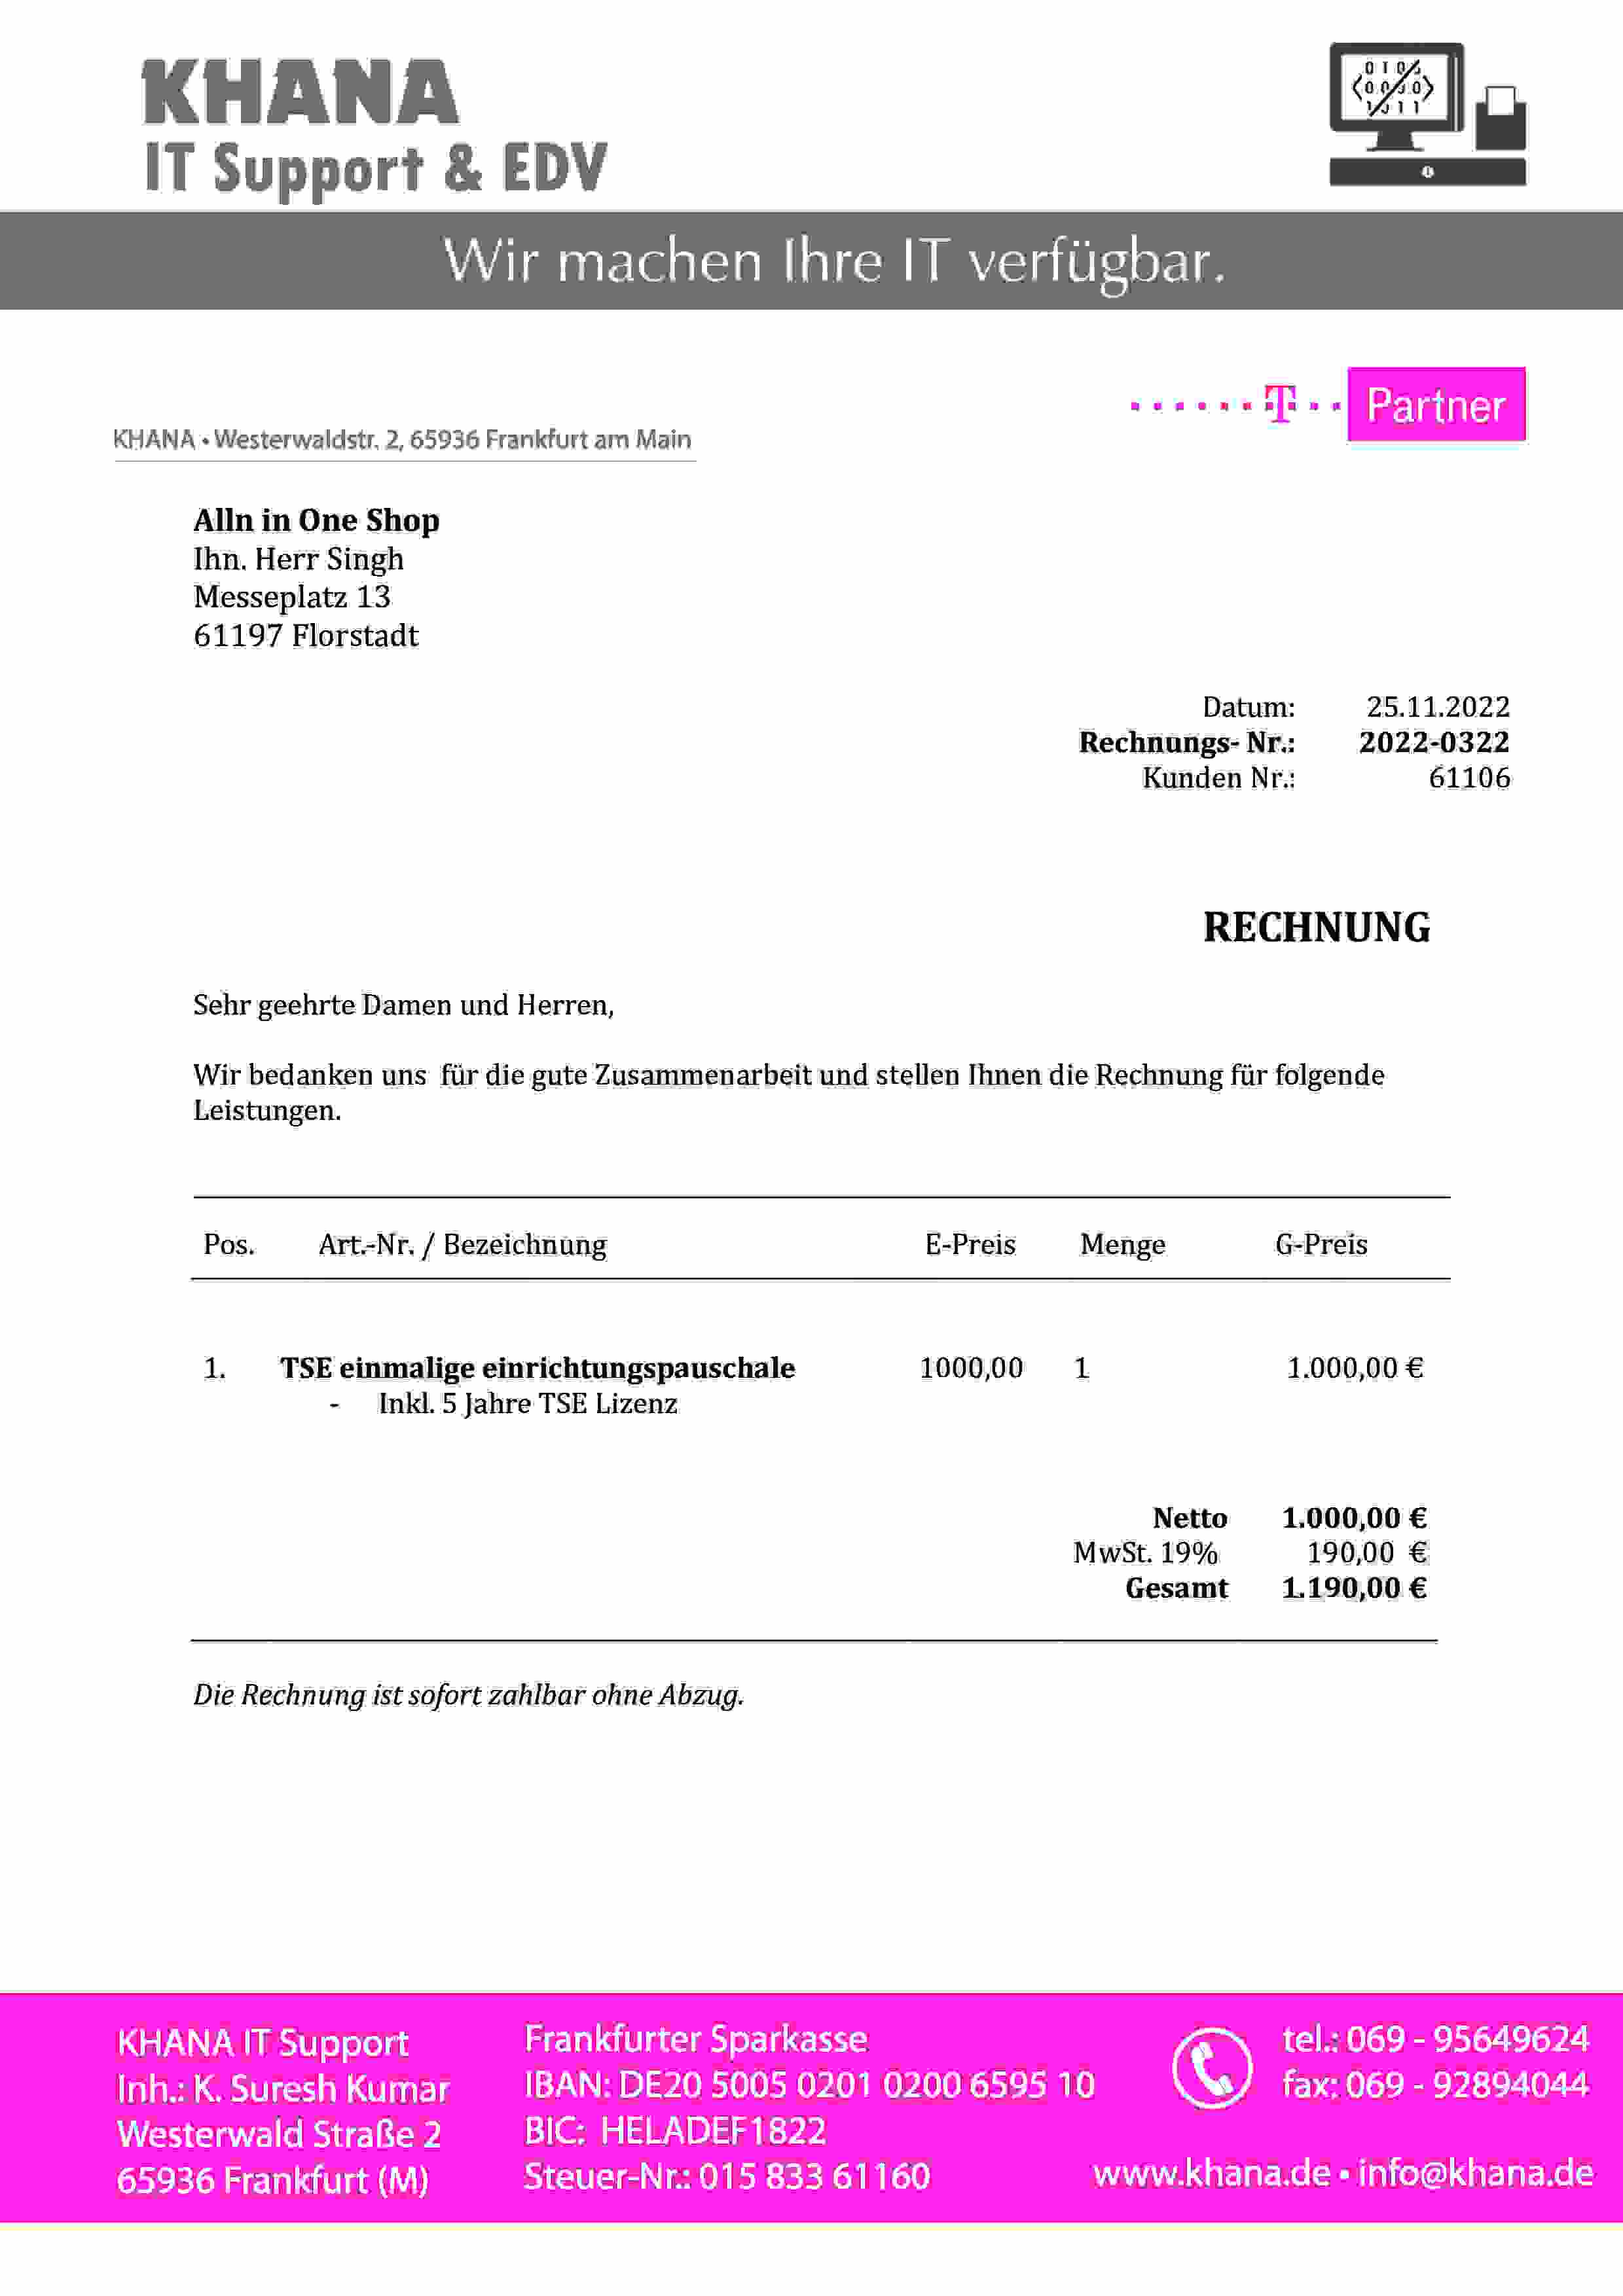 KHANA
IT Support & EDV
Wir machen Ihre IT verfügbar.
T Partner
KHANA • Westerwaldstr. 2, 65936 Frankfurt am Main
Alln in One Shop
Ihn. Herr Singh
Messeplatz 13
61197 Florstadt
Datum: 25.11.2022
Rechnungs- Nr.: 2022-0322
Kunden Nr.: 61106
RECHNUNG
Sehr geehrte Damen und Herren,
Wir bedanken uns für die gute Zusammenarbeit und stellen Ihnen die Rechnung für folgende
Leistungen.
Pos. Art.-Nr. / Bezeichnung E-Preis Menge G-Preis
1. TSE einmalige einrichtungspauschale 1000,00 1 1.000,00 €
- Inkl. 5 Jahre TSE Lizenz
Netto 1.000,00 €
MwSt. 19% 190,00 €
Gesamt 1.190,00 €
Die Rechnung ist sofort zahlbar ohne Abzug.
KHANA IT Support
Inh.: K. Suresh Kumar
Westerwald Straße 2
65936 Frankfurt (M)
Frankfurter Sparkasse
IBAN: DE20 5005 0201 0200 6595 10
BIC: HELADEF1822
Steuer-Nr.: 015 833 61160
tel.: 069 - 95649624
fax: 069 - 92894044
www.khana.de • info@khana.de